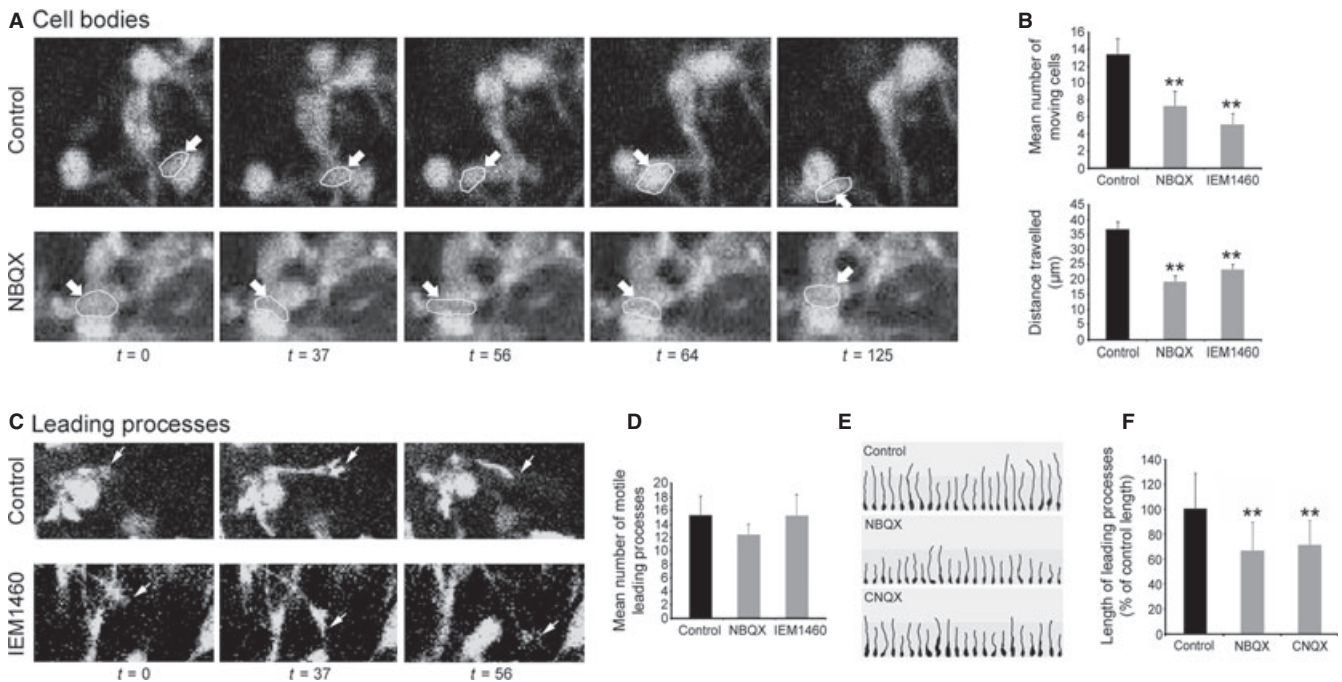 A Cell bodies
Control
NBQX
t = 0
t = 37
t = 56
t = 64
t = 125
B
Mean number of
moving cells
16
14
12
10
8
6
4
2
0
**
**
Control
NBQX
IEM1460
Distance travelled
(µm)
45
40
35
30
25
20
15
10
5
0
**
**
Control
NBQX
IEM1460
C Leading processes
Control
IEM1460
t = 0
t = 37
t = 56
D
Mean number of motile
leading processes
20
18
16
14
12
10
8
6
4
2
0
Control
NBQX
IEM1460
E
Control
NBQX
CNQX
F
Length of leading processes
(% of control length)
140
120
100
80
60
40
20
0
**
**
Control
NBQX
CNQX